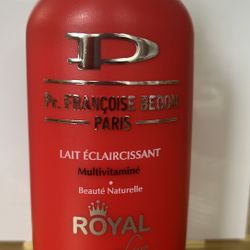 Pr. FRANÇOISE BEDON
PARIS
LAIT ÉCLAIRCISSANT
Multivitaminé
Beauté Naturelle
ROYAL